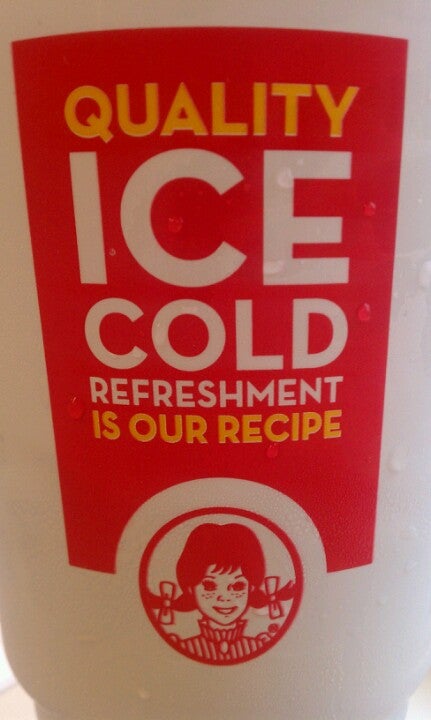 QUALITY
ICE
COLD
REFRESHMENT
IS OUR RECIPE